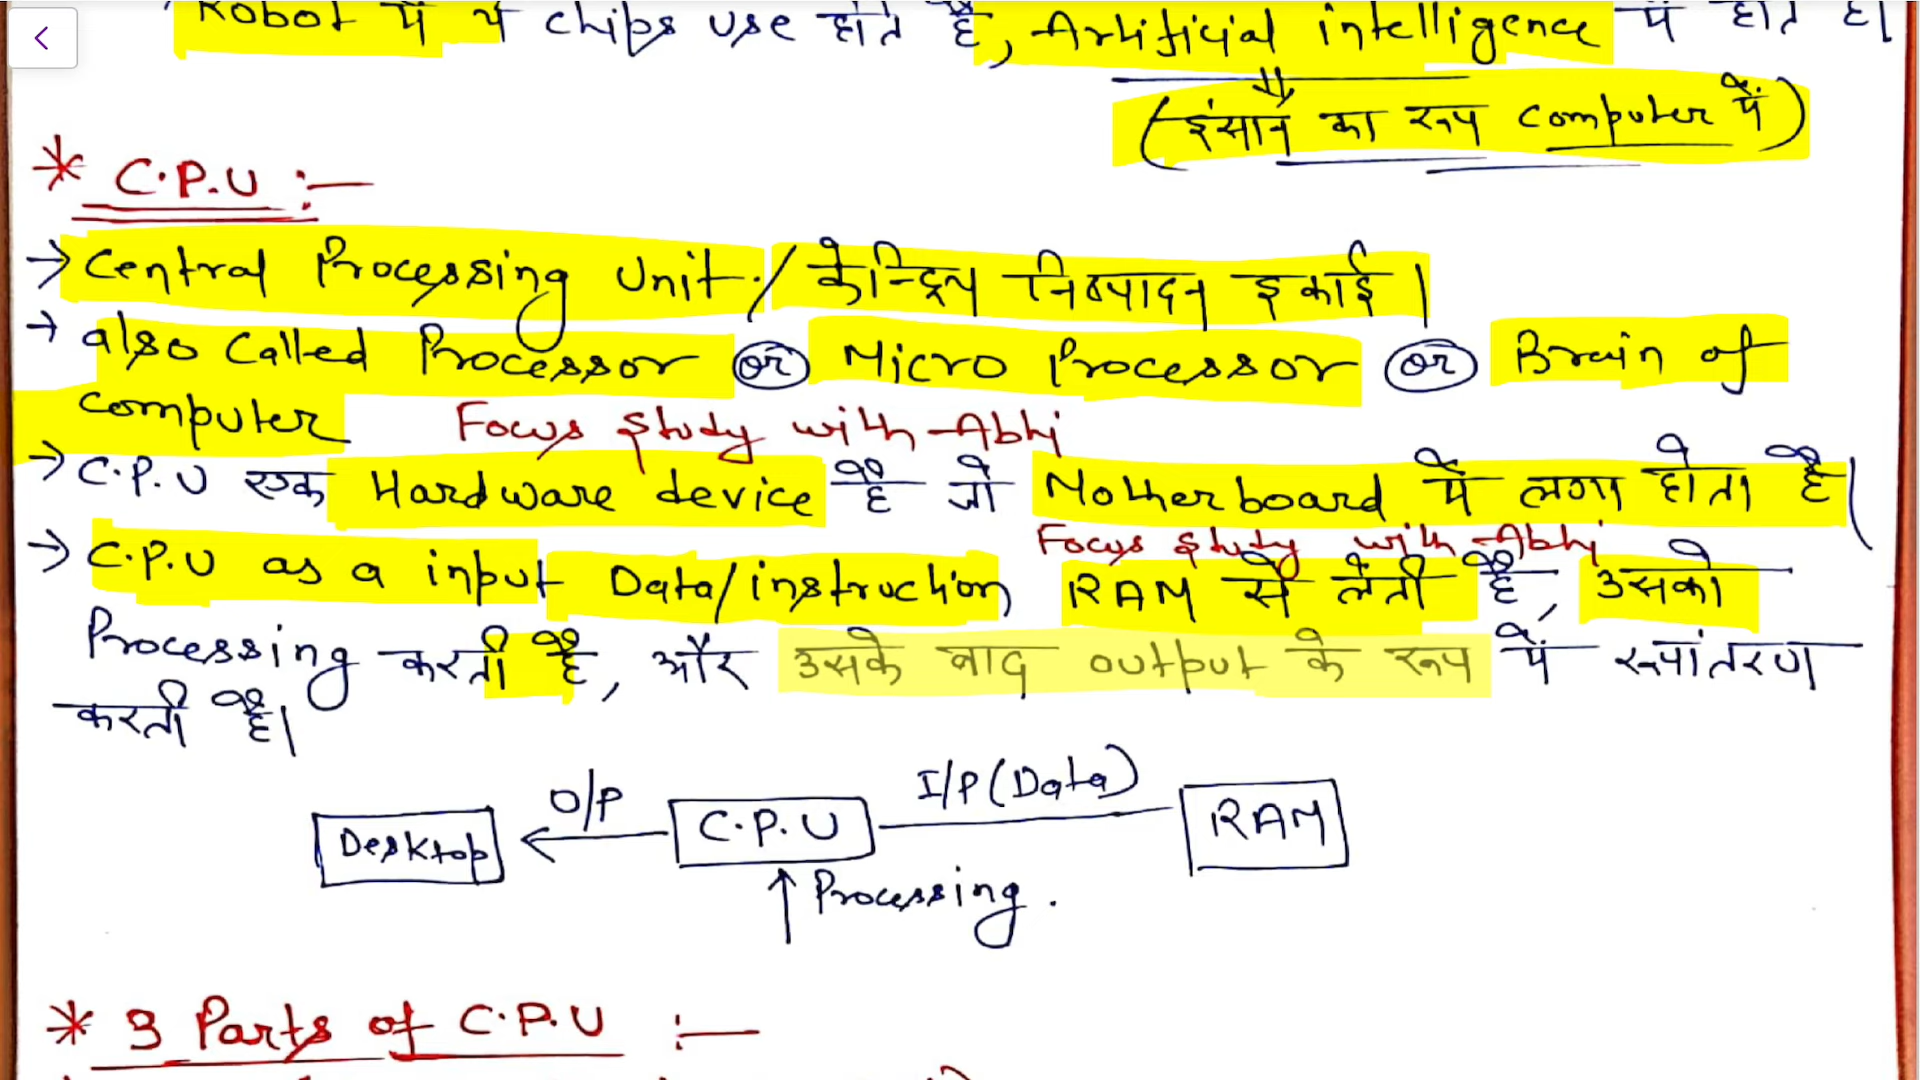 Robot में ये chips use होते है, Artificial intelligence में होते है।
(इंसान का रूप computer में)
* C.P.U :-
→ Central Processing Unit / केन्द्रिय निष्पादन इकाई।
→ also called Processor or Micro Processor or Brain of
computer Focus study with Abhi
→ C.P.U एक Hardware device है जो Motherboard में लगा होता है।
Focus study with Abhi
→ C.P.U as a input Data/instruction RAM से लेती है, उसको
Processing करती है, और उसके बाद output के रूप में रूपांतरण
करती है।
Desktop O/P C.P.U I/P (Data) RAM
↑ Processing.
* 3 Parts of C.P.U :-